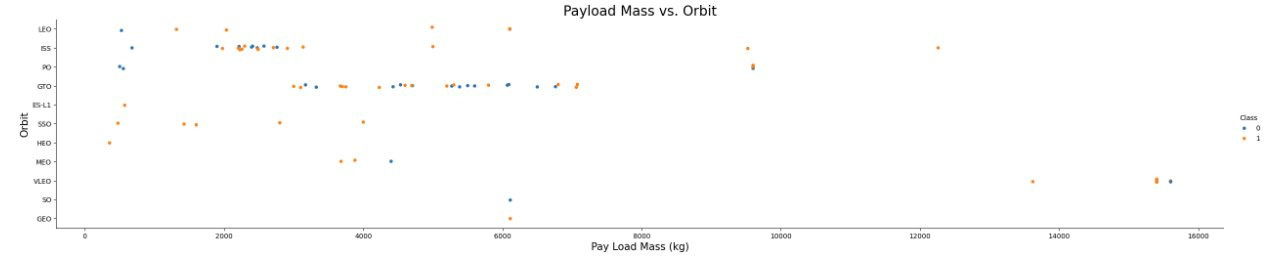 Payload Mass vs. Orbit
LEO
ISS
PO
GTO
ES-L1
SSO
HEO
MEO
VLEO
SO
GEO
Orbit
0
2000
4000
6000
8000
10000
12000
14000
16000
Pay Load Mass (kg)
Class
0
1